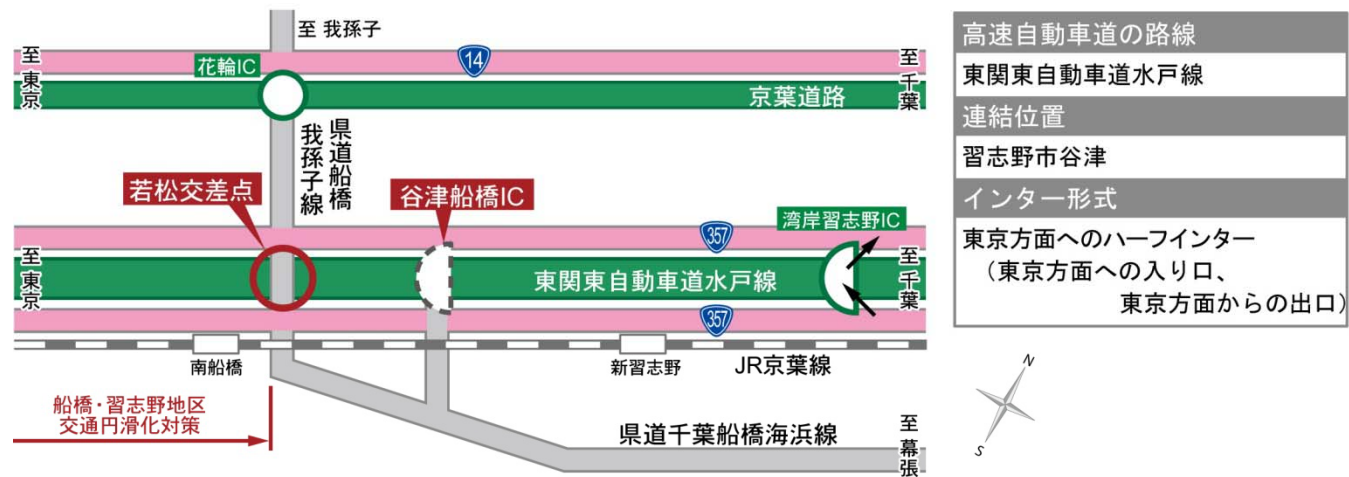 至 我孫子
至東京
花輪IC
14
至千葉
京葉道路
県道船橋
我孫子線
若松交差点
谷津船橋IC
湾岸習志野IC
357
至東京
東関東自動車道水戸線
至千葉
357
南船橋
新習志野
JR京葉線
船橋・習志野地区
交通円滑化対策
県道千葉船橋海浜線
至幕張
高速自動車道の路線
東関東自動車道水戸線
連結位置
習志野市谷津
インター形式
東京方面へのハーフインター
（東京方面への入り口、
東京方面からの出口）
N
S